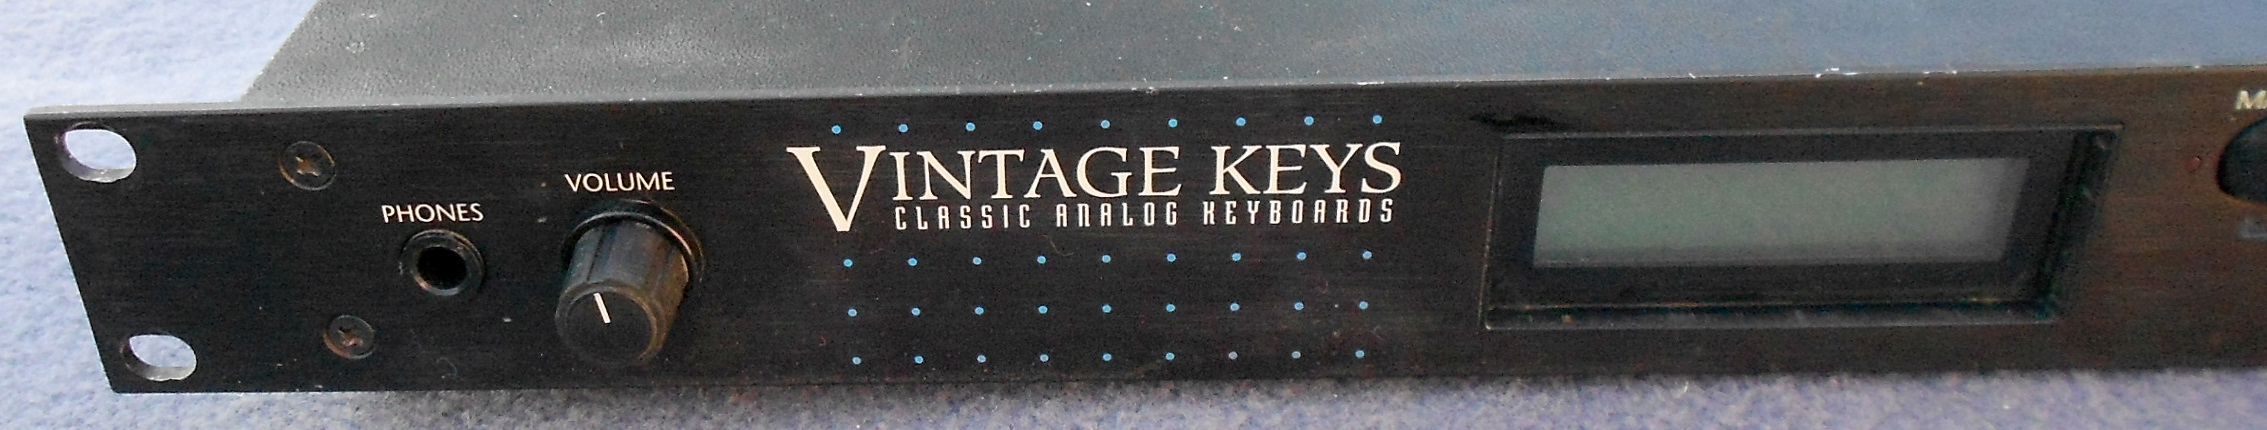 VINTAGE KEYS
CLASSIC ANALOG KEYBOARDS
VOLUME
PHONES